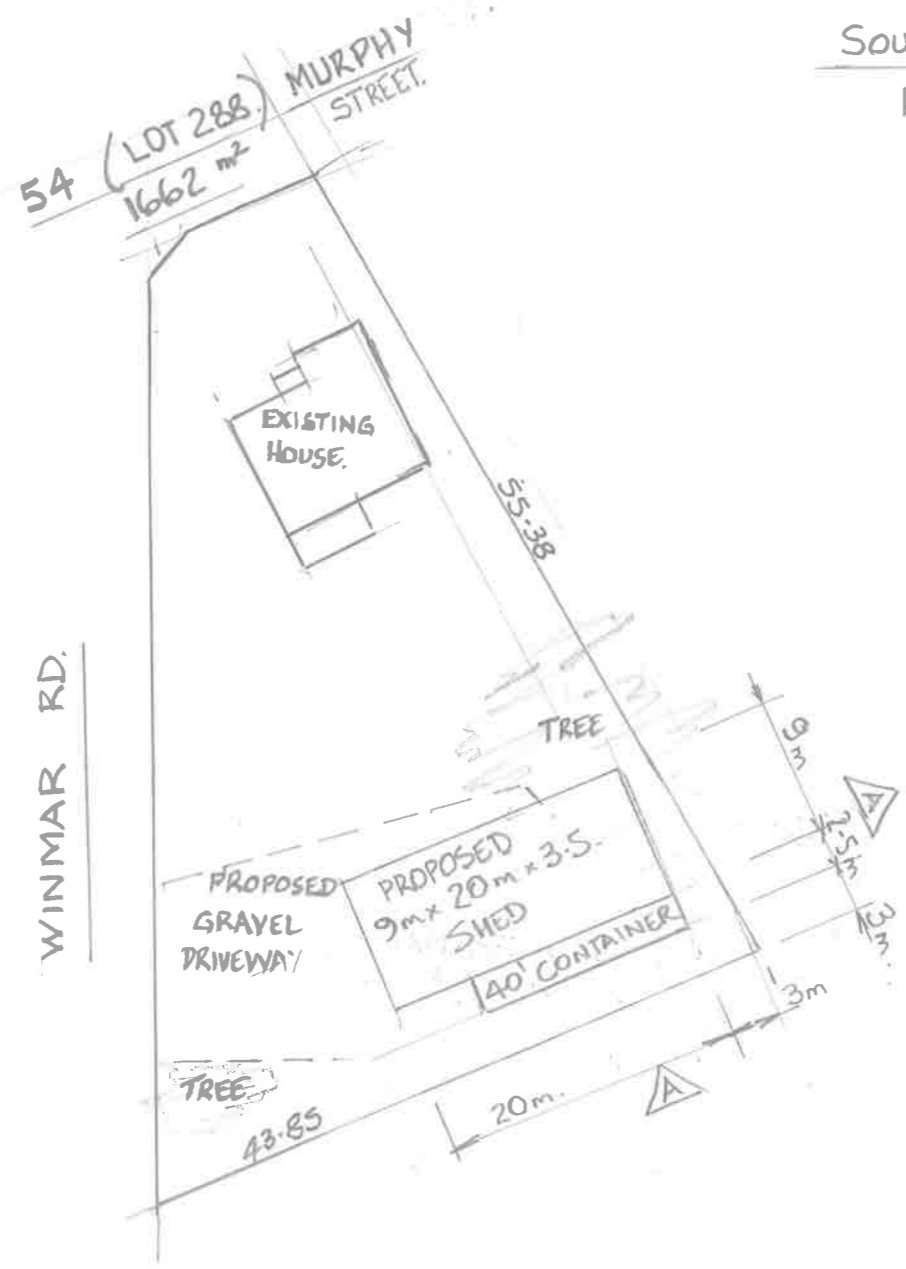 Sou
54 (LOT 288.) MURPHY
STREET.
1662 m²
EXISTING
HOUSE.
55.38
WINMAR RD.
TREE
9m
A
2.5m
3m.
PROPOSED
9m x 20m x 3.5.
SHED
PROPOSED
GRAVEL
DRIVEWAY
40' CONTAINER
3m
TREE
20m.
A
43.85